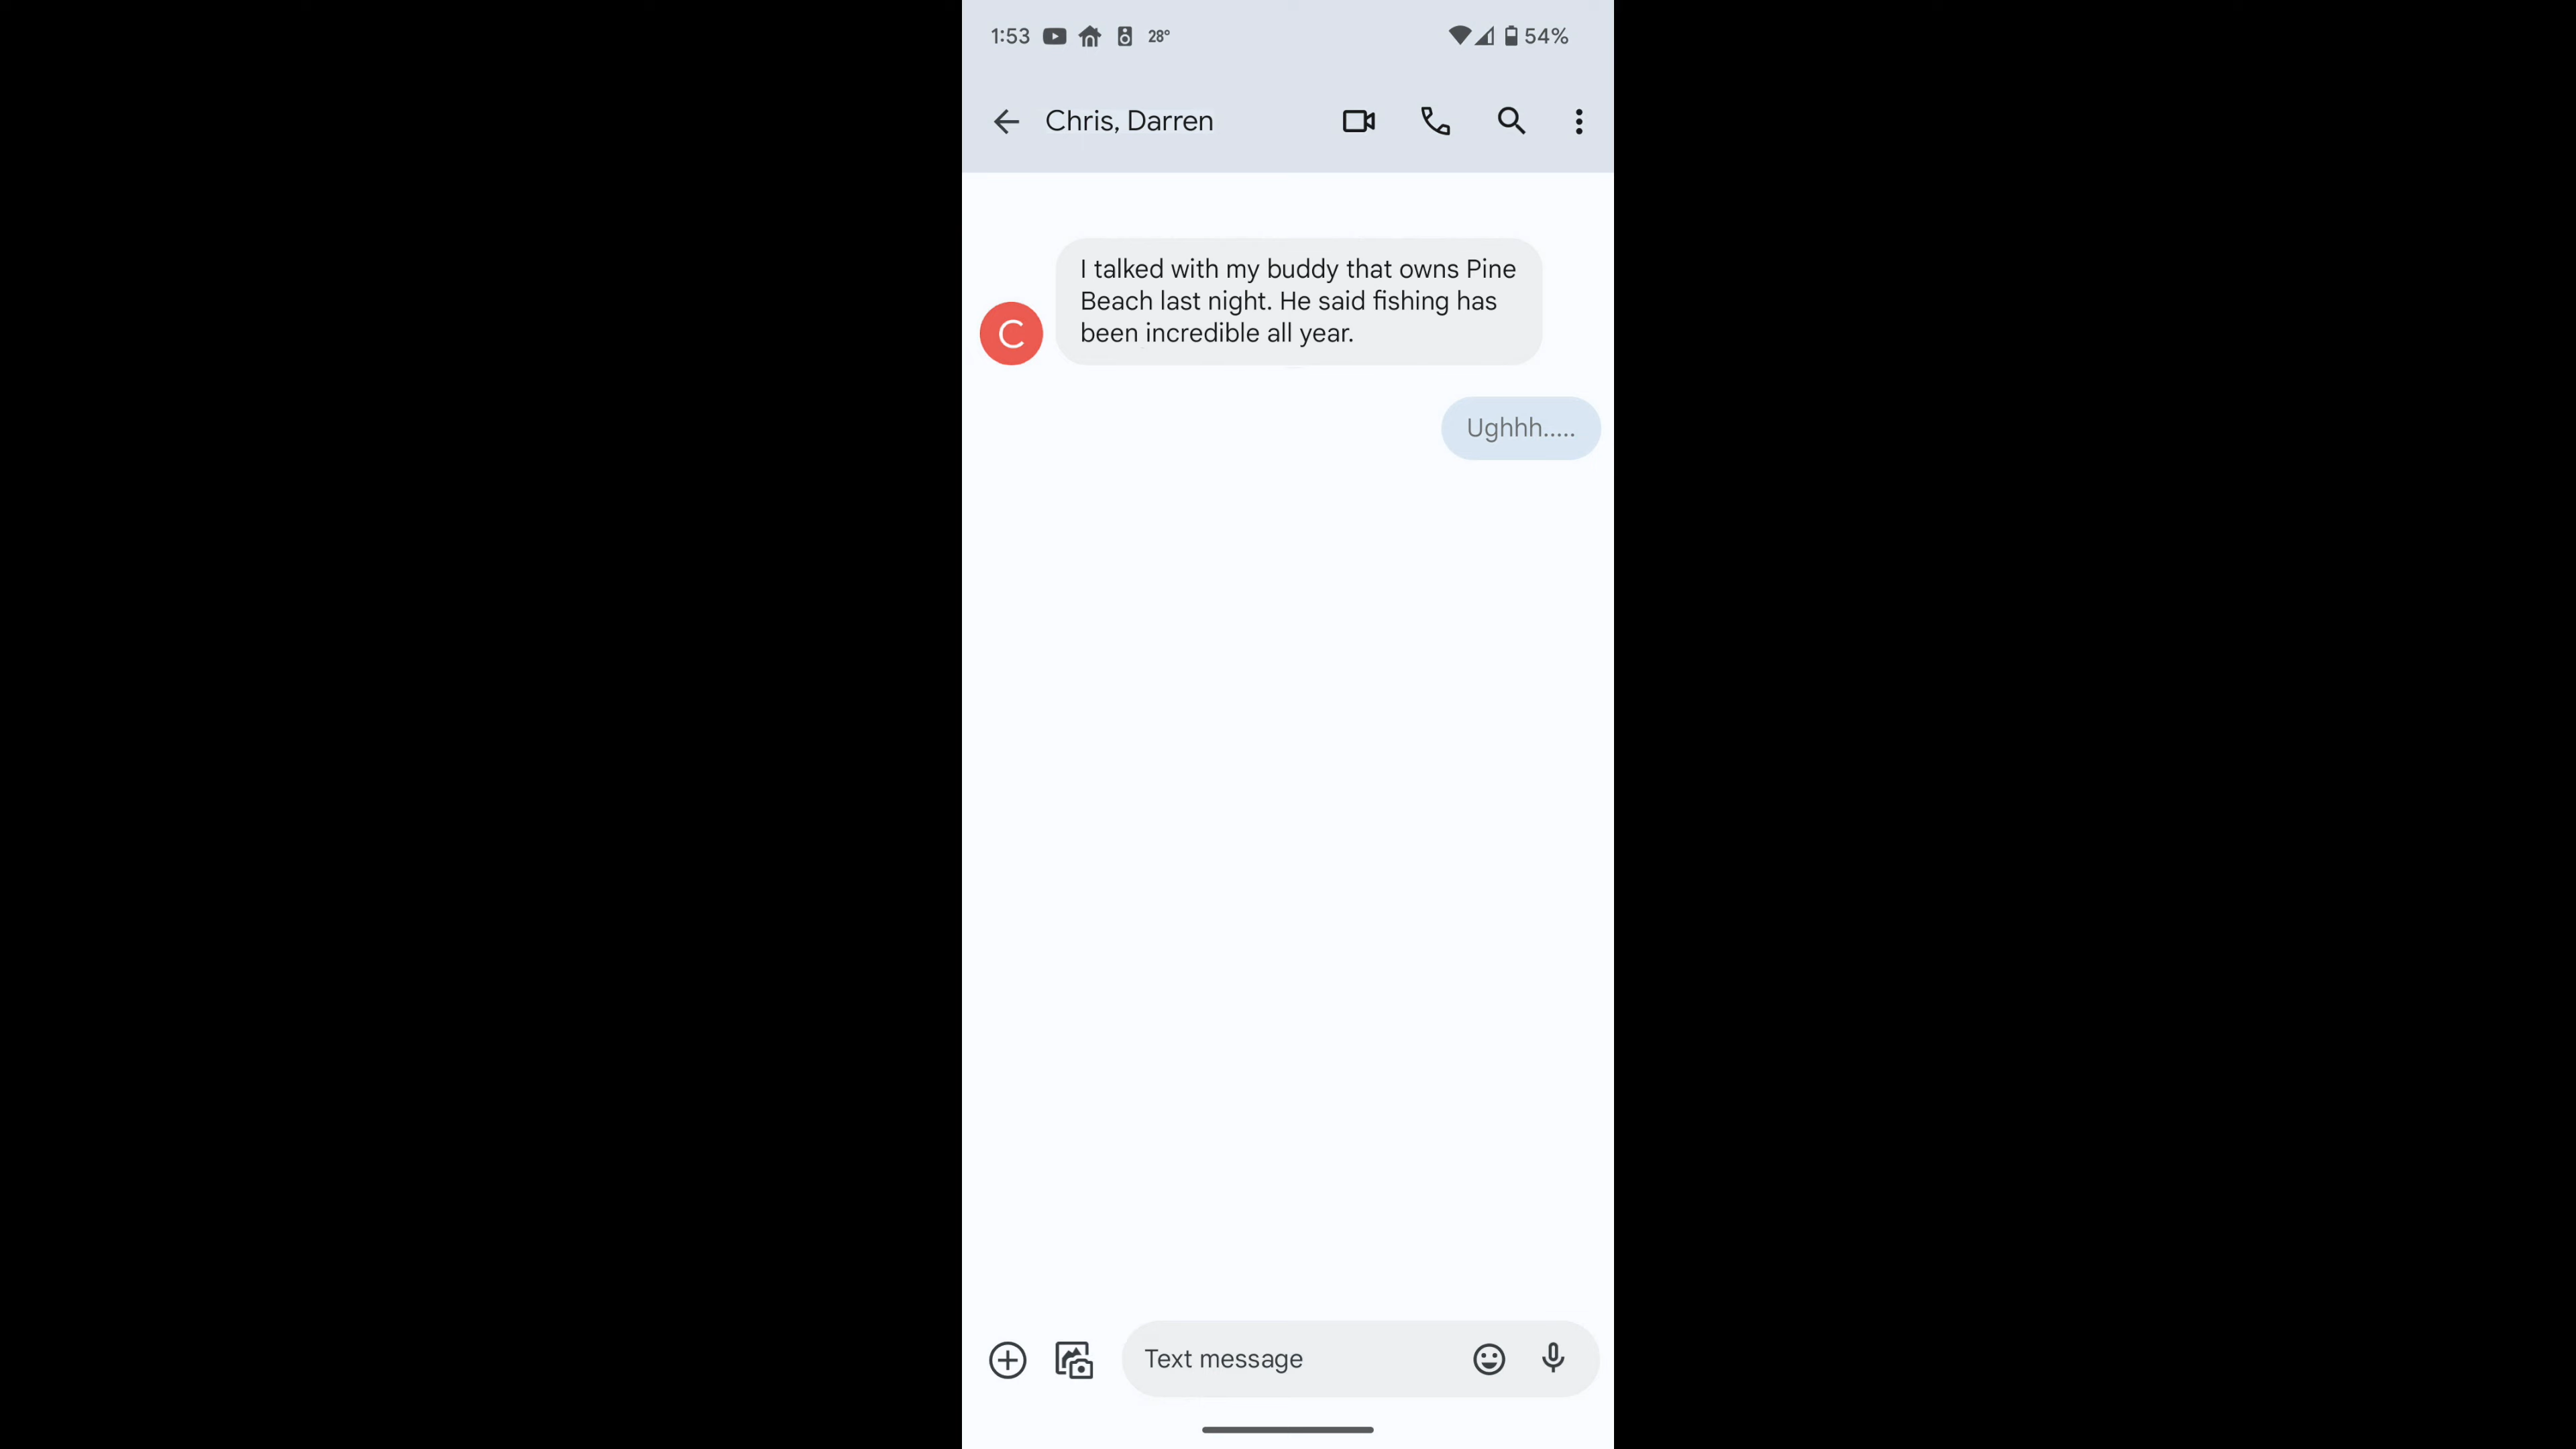 1:53 28° 54%
Chris, Darren
I talked with my buddy that owns Pine
Beach last night. He said fishing has
been incredible all year.
C
Ughhh.....
Text message